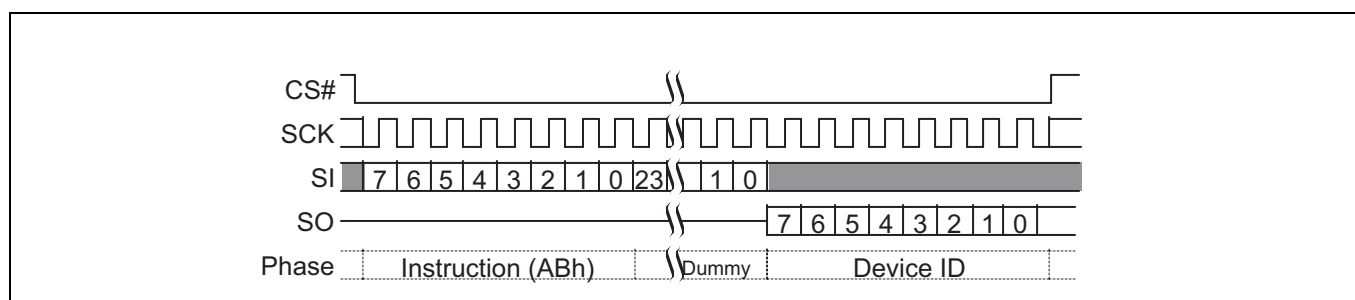 CS#
SCK
SI 7 6 5 4 3 2 1 0 23 1 0
SO 7 6 5 4 3 2 1 0
Phase Instruction (ABh) Dummy Device ID